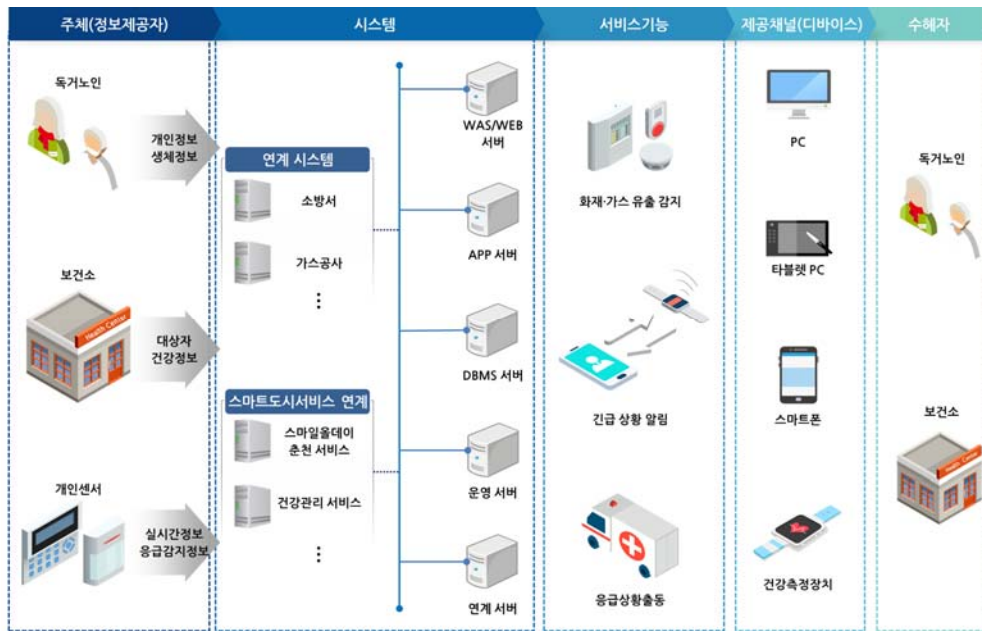 주체(정보제공자)
시스템
서비스기능
제공채널(디바이스)
수혜자
독거노인
개인정보
생체정보
보건소
Health Center
대상자
건강정보
개인센서
실시간정보
응급감지정보
연계 시스템
소방서
가스공사
스마트도시서비스 연계
스마일올데이
춘천 서비스
건강관리 서비스
WAS/WEB
서버
APP 서버
DBMS 서버
운영 서버
연계 서버
화재·가스 유출 감지
긴급 상황 알림
응급상황출동
PC
타블렛 PC
스마트폰
건강측정장치
독거노인
보건소
Health Center